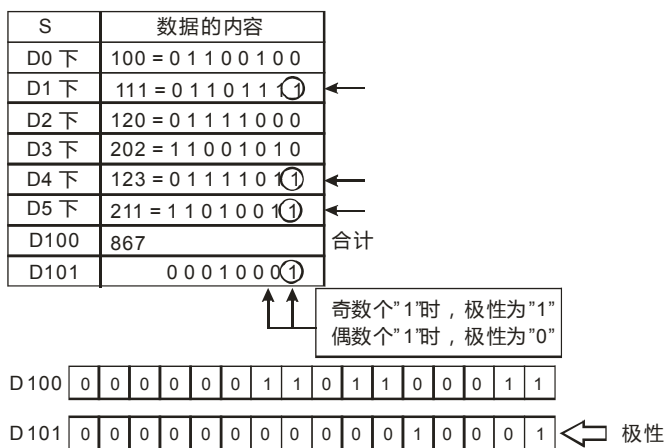 S 数据的内容
D0 下 100 = 0 1 1 0 0 1 0 0
D1 下 111 = 0 1 1 0 1 1 1 1
D2 下 120 = 0 1 1 1 1 0 0 0
D3 下 202 = 1 1 0 0 1 0 1 0
D4 下 123 = 0 1 1 1 1 0 1 1
D5 下 211 = 1 1 0 1 0 0 1 1
D100 867 合计
D101 0 0 0 1 0 0 0 1
奇数个”1”时，极性为”1”
偶数个”1”时，极性为”0”
D100 0 0 0 0 0 0 1 1 0 1 1 0 0 0 1 1
D101 0 0 0 0 0 0 0 0 0 0 0 1 0 0 0 1 极性